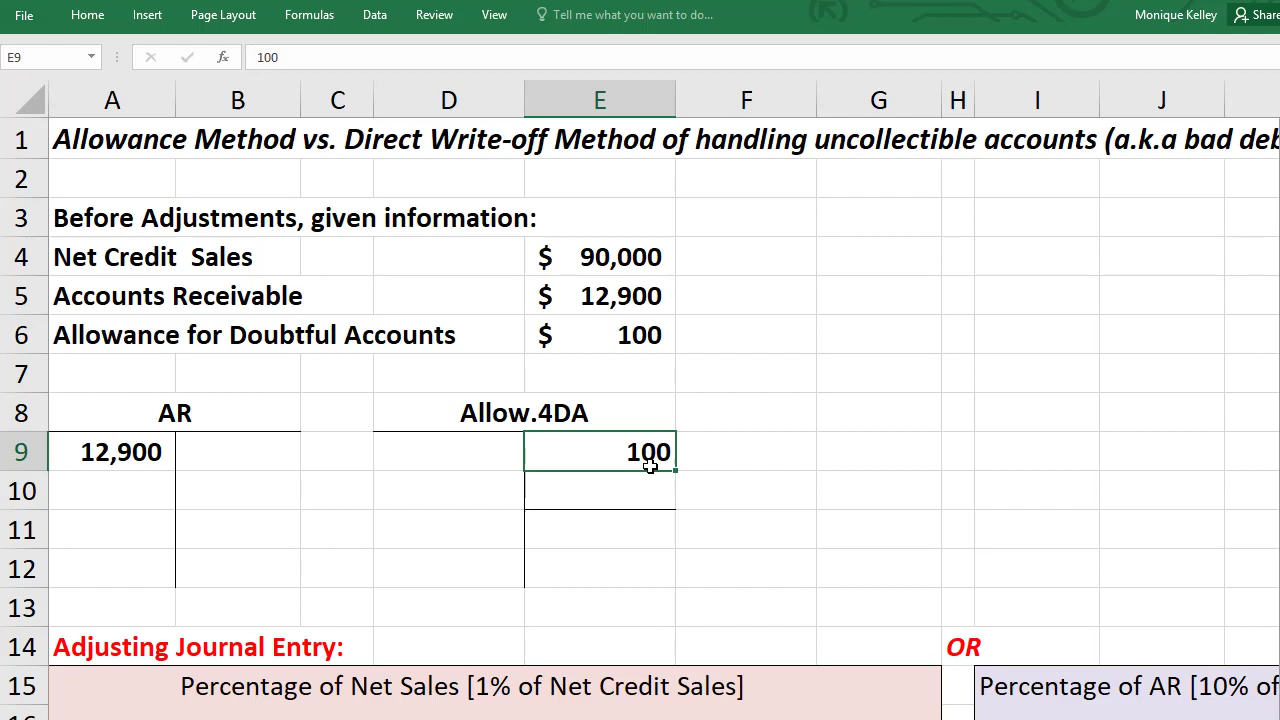 File Home Insert Page Layout Formulas Data Review View Tell me what you want to do... Monique Kelley Share
E9 fx 100
A B C D E F G H I J
1 Allowance Method vs. Direct Write-off Method of handling uncollectible accounts (a.k.a bad deb
2
3 Before Adjustments, given information:
4 Net Credit Sales $ 90,000
5 Accounts Receivable $ 12,900
6 Allowance for Doubtful Accounts $ 100
7
8 AR Allow.4DA
9 12,900 100
10
11
12
13
14 Adjusting Journal Entry: OR
15 Percentage of Net Sales [1% of Net Credit Sales] Percentage of AR [10% of